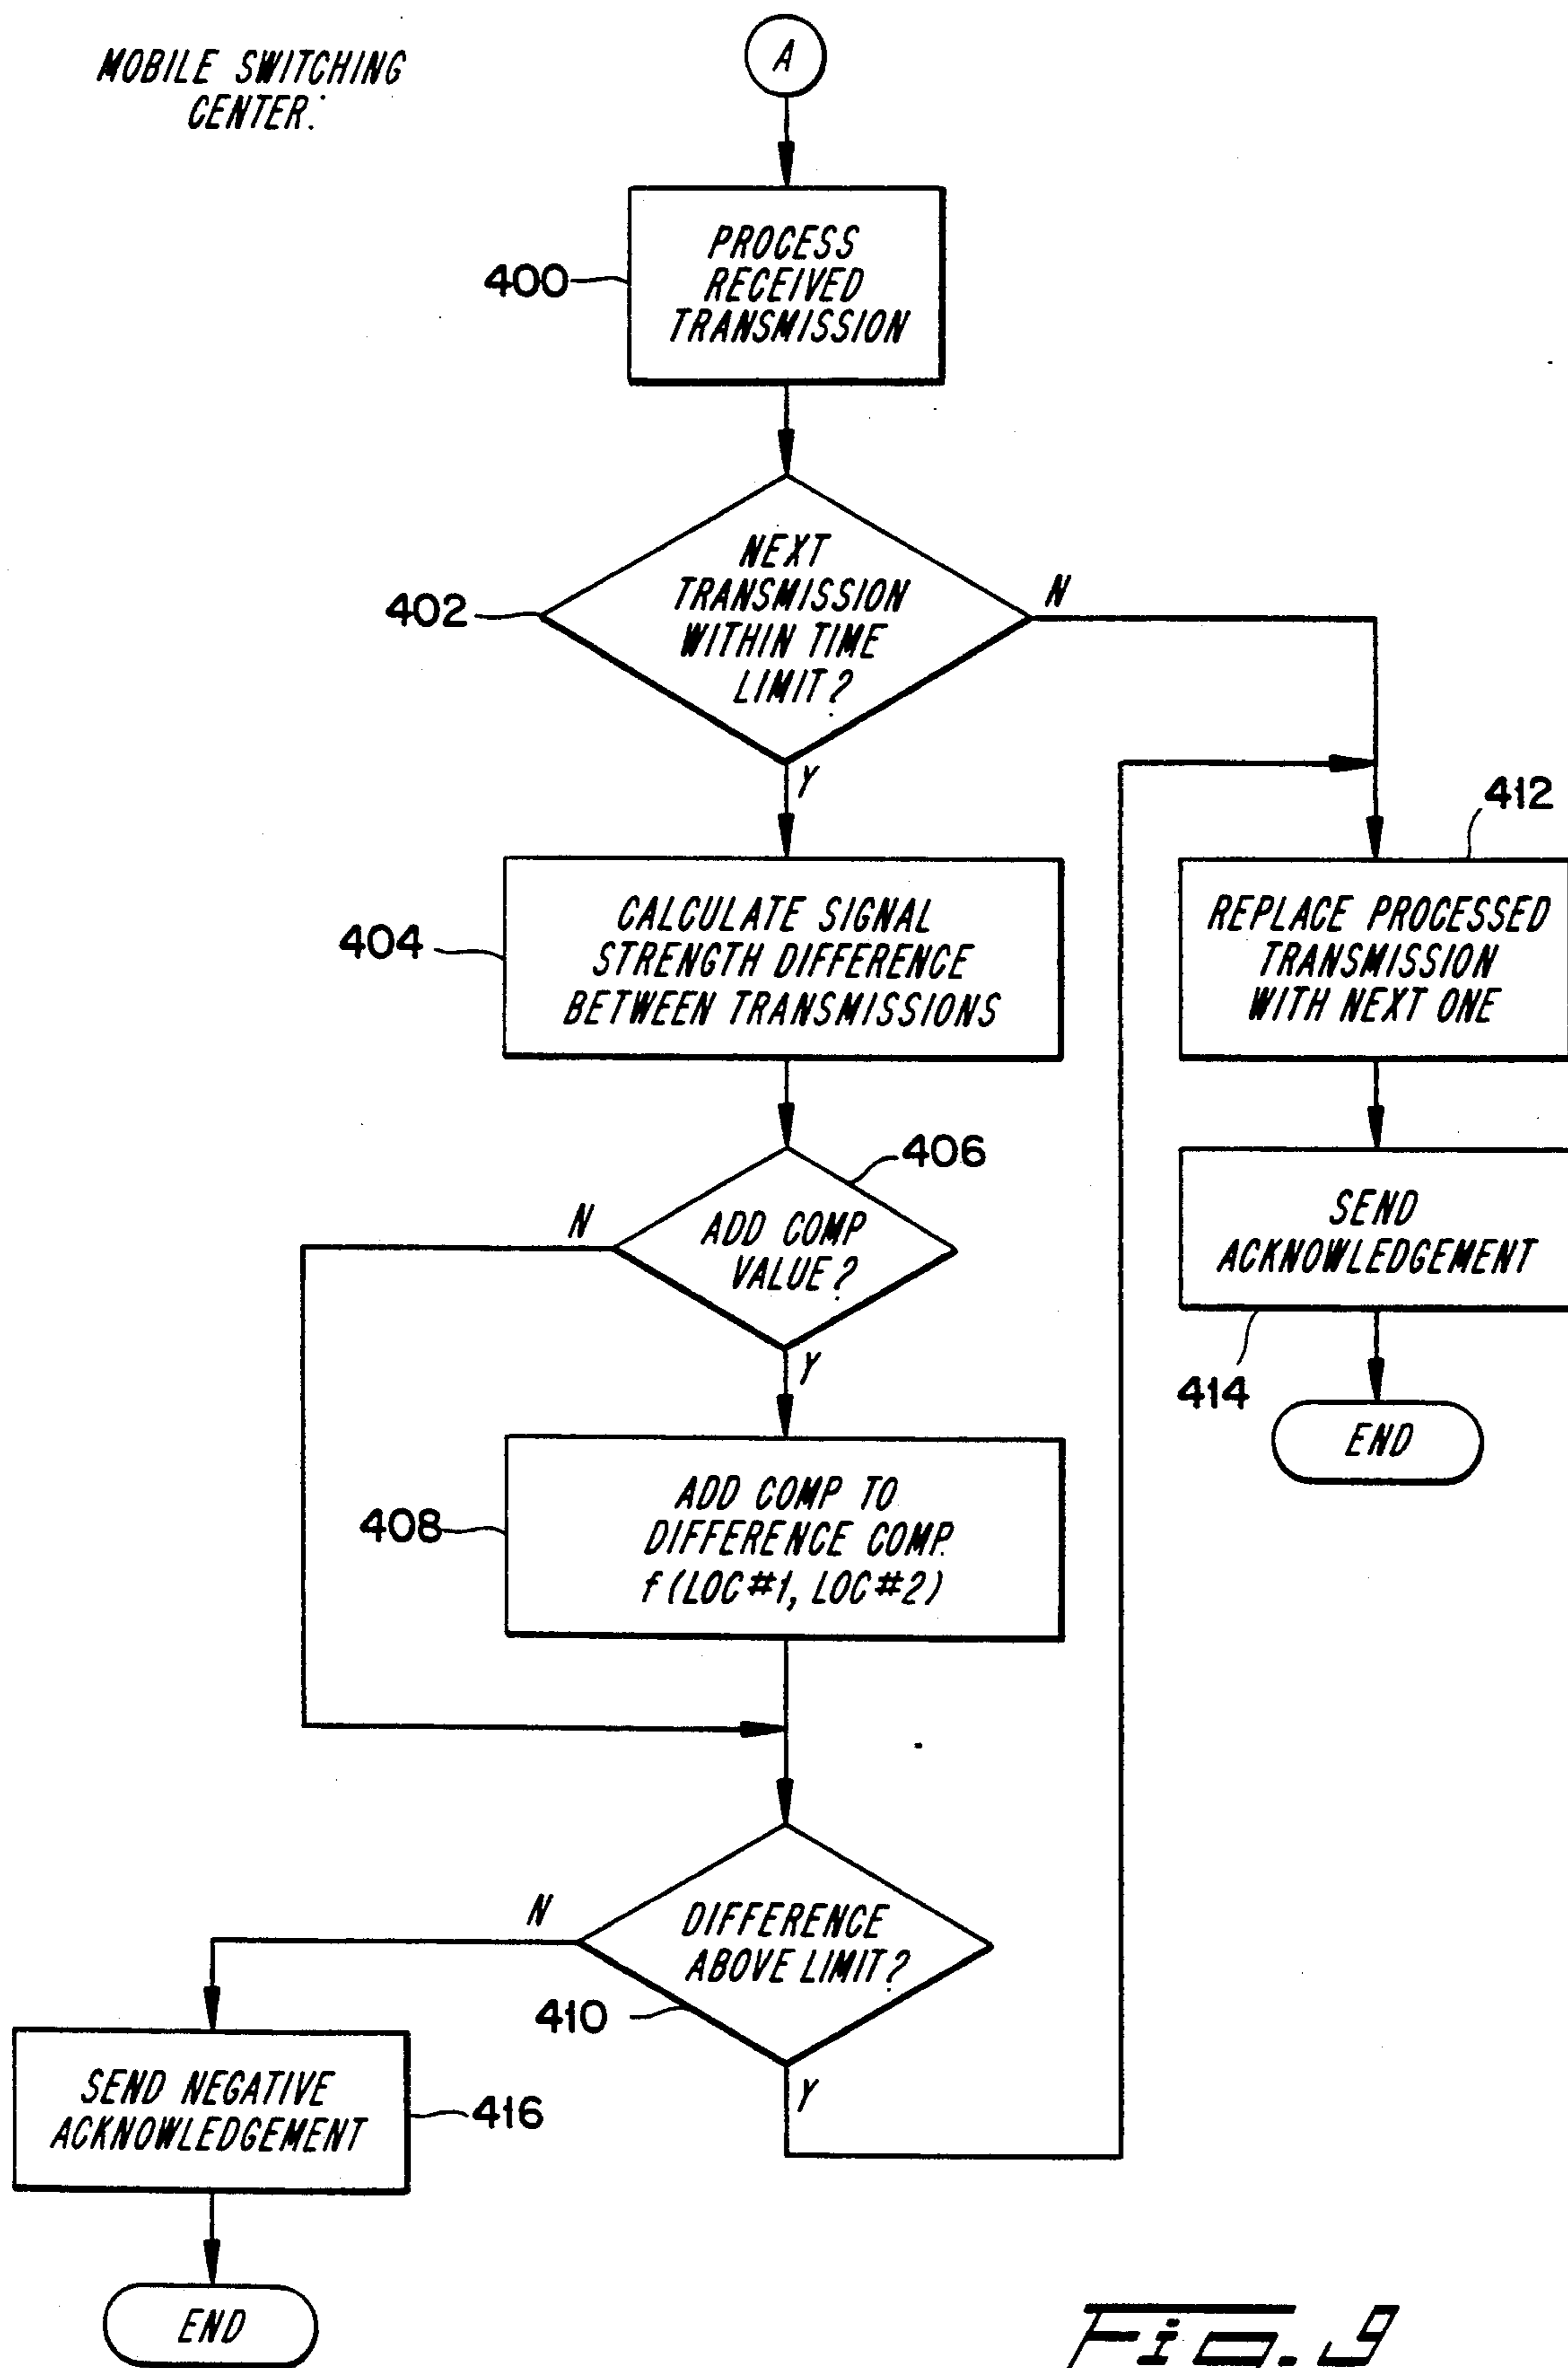 MOBILE SWITCHING
CENTER.
A
400
PROCESS
RECEIVED
TRANSMISSION
402
NEXT
TRANSMISSION
WITHIN TIME
LIMIT?
N
Y
404
CALCULATE SIGNAL
STRENGTH DIFFERENCE
BETWEEN TRANSMISSIONS
412
REPLACE PROCESSED
TRANSMISSION
WITH NEXT ONE
406
ADD COMP
VALUE?
N
Y
SEND
ACKNOWLEDGEMENT
414
END
408
ADD COMP TO
DIFFERENCE COMP.
f(LOC#1, LOC#2)
DIFFERENCE
ABOVE LIMIT?
N
410
Y
SEND NEGATIVE
ACKNOWLEDGEMENT
416
END
Fig. 9